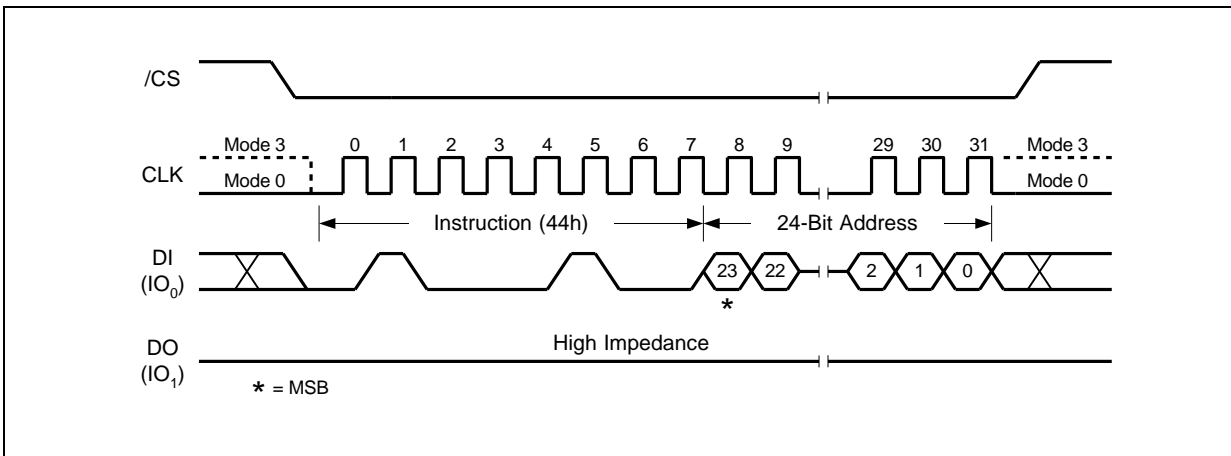 /CS
Mode 3 0 1 2 3 4 5 6 7 8 9 29 30 31 Mode 3
CLK
Mode 0 Mode 0
Instruction (44h) 24-Bit Address
DI
(IO0)
23 22 2 1 0
*
High Impedance
DO
(IO1)
* = MSB